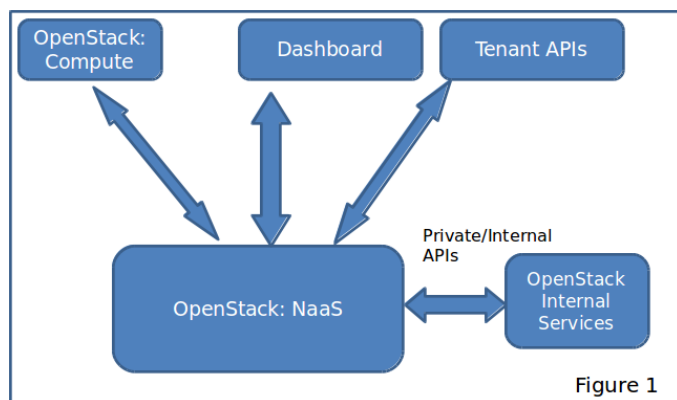 OpenStack:
Compute
Dashboard
Tenant APIs
Private/Internal
APIs
OpenStack: NaaS
OpenStack
Internal
Services
Figure 1